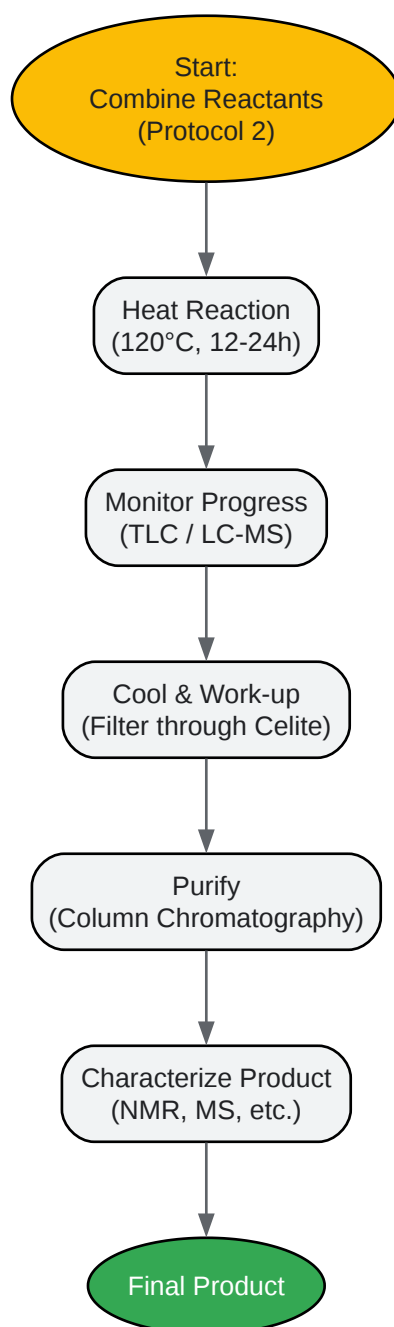 Start:
Combine Reactants
(Protocol 2)
Heat Reaction
(120°C, 12-24h)
Monitor Progress
(TLC / LC-MS)
Cool & Work-up
(Filter through Celite)
Purify
(Column Chromatography)
Characterize Product
(NMR, MS, etc.)
Final Product